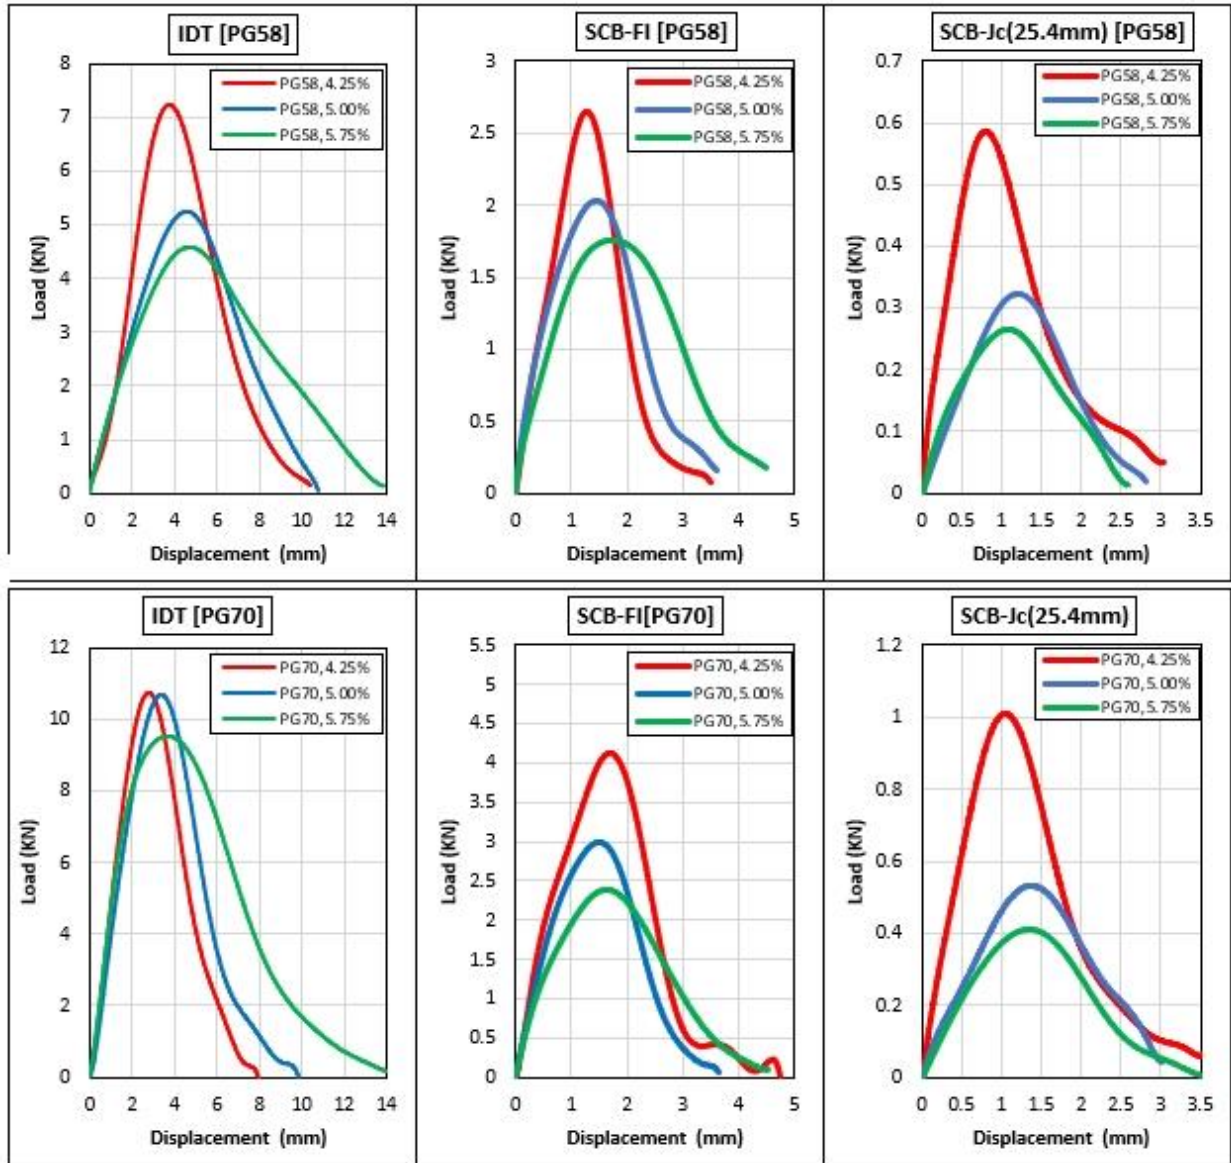 IDT [PG58]
PG58,4.25%
PG58,5.00%
PG58,5.75%
Load (KN)
8
7
6
5
4
3
2
1
0
0 2 4 6 8 10 12 14
Displacement (mm)
SCB-FI [PG58]
PG58,4.25%
PG58,5.00%
PG58,5.75%
Load (KN)
3
2.5
2
1.5
1
0.5
0
0 1 2 3 4 5
Displacement (mm)
SCB-Jc(25.4mm) [PG58]
PG58,4.25%
PG58,5.00%
PG58,5.75%
Load (KN)
0.7
0.6
0.5
0.4
0.3
0.2
0.1
0
0 0.5 1 1.5 2 2.5 3 3.5
Displacement (mm)
IDT [PG70]
PG70,4.25%
PG70,5.00%
PG70,5.75%
Load (KN)
12
10
8
6
4
2
0
0 2 4 6 8 10 12 14
Displacement (mm)
SCB-FI[PG70]
PG70,4.25%
PG70,5.00%
PG70,5.75%
Load (KN)
5.5
5
4.5
4
3.5
3
2.5
2
1.5
1
0.5
0
0 1 2 3 4 5
Displacement (mm)
SCB-Jc(25.4mm)
PG70,4.25%
PG70,5.00%
PG70,5.75%
Load (KN)
1.2
1
0.8
0.6
0.4
0.2
0
0 0.5 1 1.5 2 2.5 3 3.5
Displacement (mm)